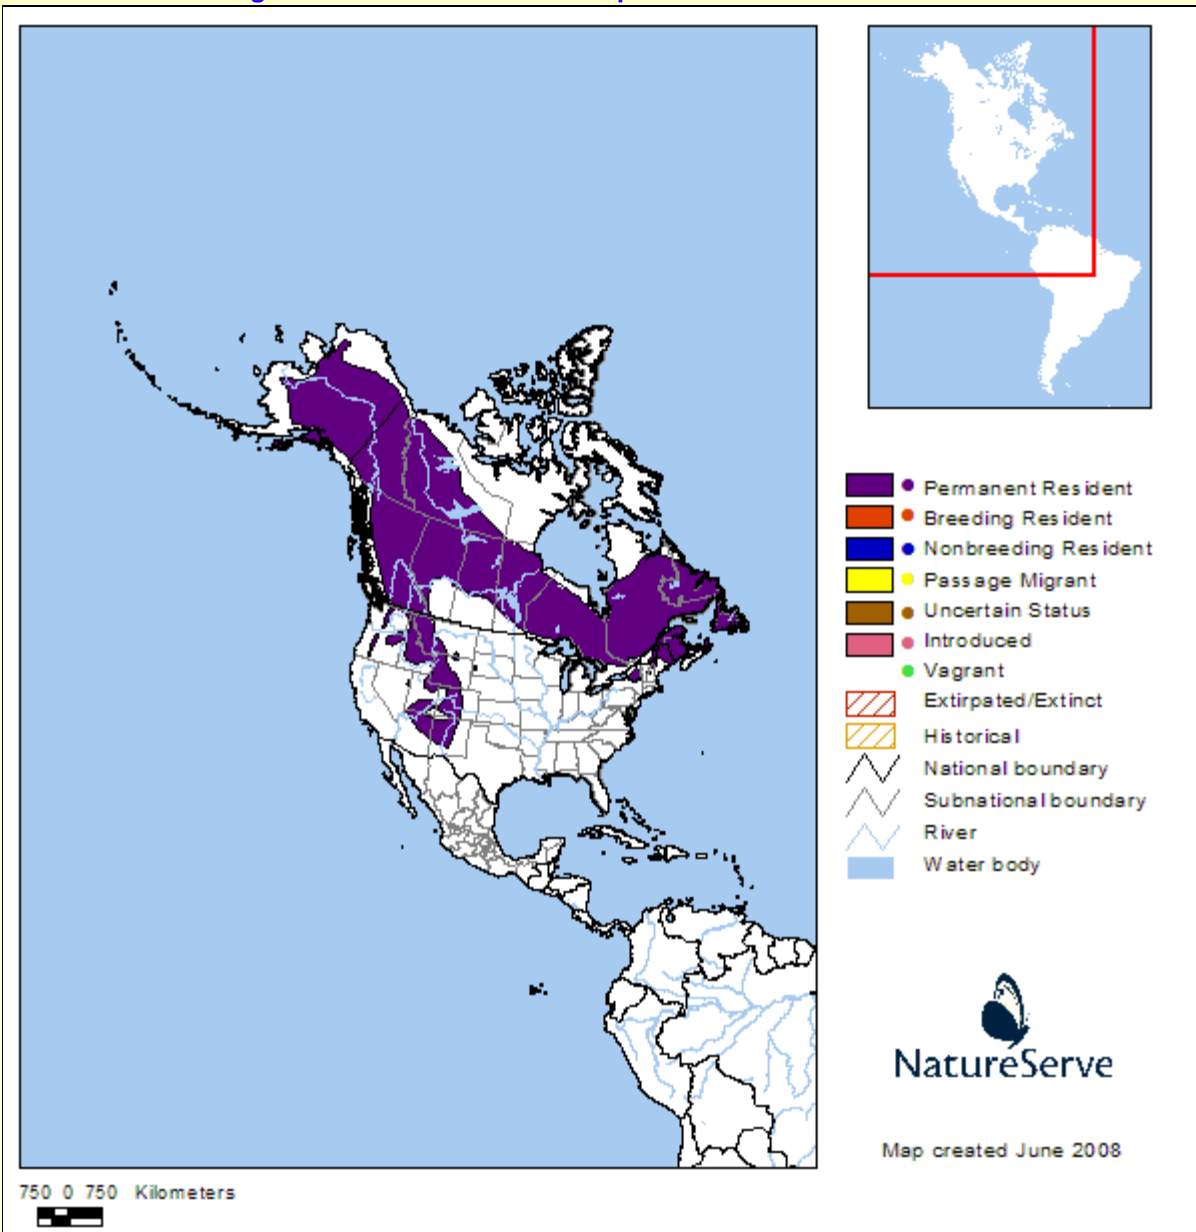 Permanent Resident
Breeding Resident
Nonbreeding Resident
Passage Migrant
Uncertain Status
Introduced
Vagrant
Extirpated/Extinct
Historical
National boundary
Subnational boundary
River
Water body
NatureServe
Map created June 2008
750 0 750 Kilometers